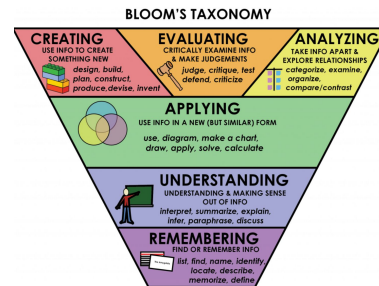 BLOOM'S TAXONOMY
CREATING
USE INFO TO CREATE
SOMETHING NEW
design, build,
plan, construct,
produce,devise, invent
EVALUATING
CRITICALLY EXAMINE INFO
& MAKE JUDGEMENTS
judge, critique, test
defend, criticize
ANALYZING
TAKE INFO APART &
EXPLORE RELATIONSHIPS
categorize, examine,
organize,
compare/contrast
APPLYING
USE INFO IN A NEW (BUT SIMILAR) FORM
use, diagram, make a chart,
draw, apply, solve, calculate
UNDERSTANDING
UNDERSTANDING & MAKING SENSE
OUT OF INFO
interpret, summarize, explain,
infer, paraphrase, discuss
REMEMBERING
FIND OR REMEMBER INFO
list, find, name, identify,
locate, describe,
memorize, define